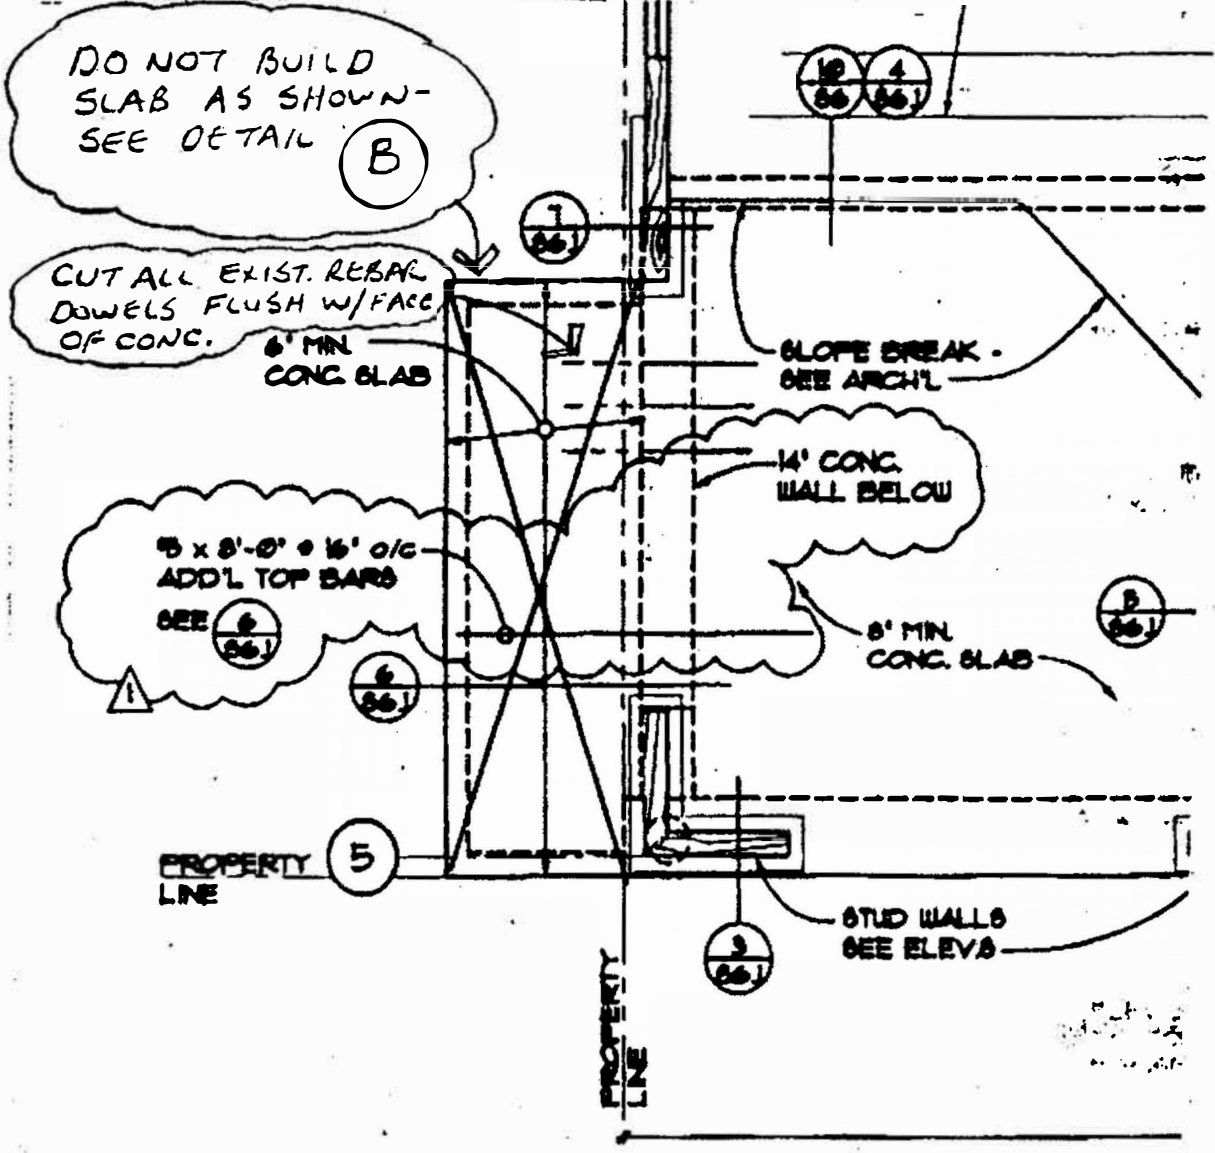 DO NOT BUILD
SLAB AS SHOWN-
SEE DETAIL B
CUT ALL EXIST. REBAR
DOWELS FLUSH W/FACE
OF CONC.
6" MIN.
CONC. SLAB
10
S6
4
S6.1
7
S6.1
SLOPE BREAK -
SEE ARCH'L
14" CONC.
WALL BELOW
#5 x 8'-0" @ 16" O/C
ADD'L TOP BARS
SEE 6
S6.1
1
6
S6.1
8" MIN.
CONC. SLAB
5
S6.1
PROPERTY
LINE
5
STUD WALLS
SEE ELEVS
3
S6.1
PROPERTY
LINE